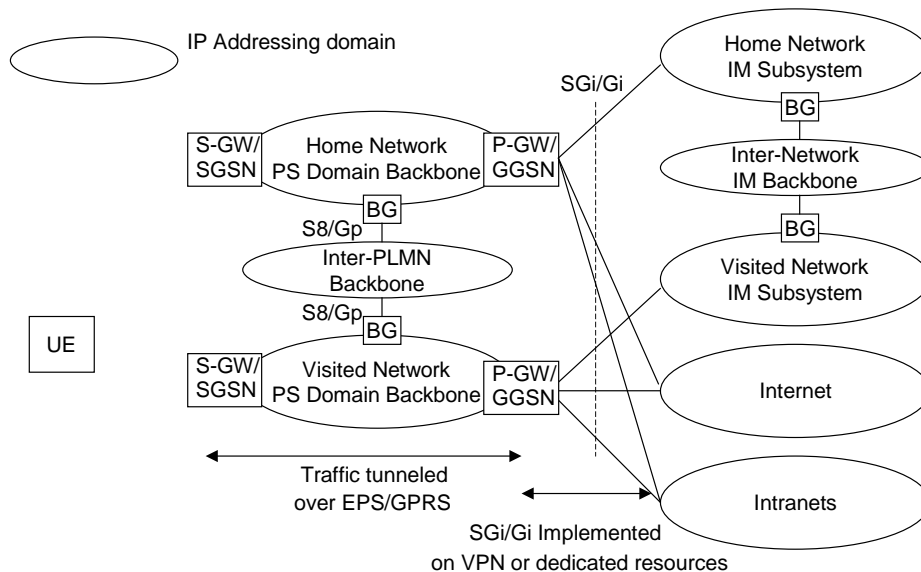 IP Addressing domain
Home Network
IM Subsystem
SGi/Gi
BG
S-GW/
SGSN
Home Network
PS Domain Backbone
P-GW/
GGSN
Inter-Network
IM Backbone
BG
S8/Gp
BG
Inter-PLMN
Backbone
Visited Network
IM Subsystem
S8/Gp
BG
UE
S-GW/
SGSN
Visited Network
PS Domain Backbone
P-GW/
GGSN
Internet
Traffic tunneled
over EPS/GPRS
Intranets
SGi/Gi Implemented
on VPN or dedicated resources